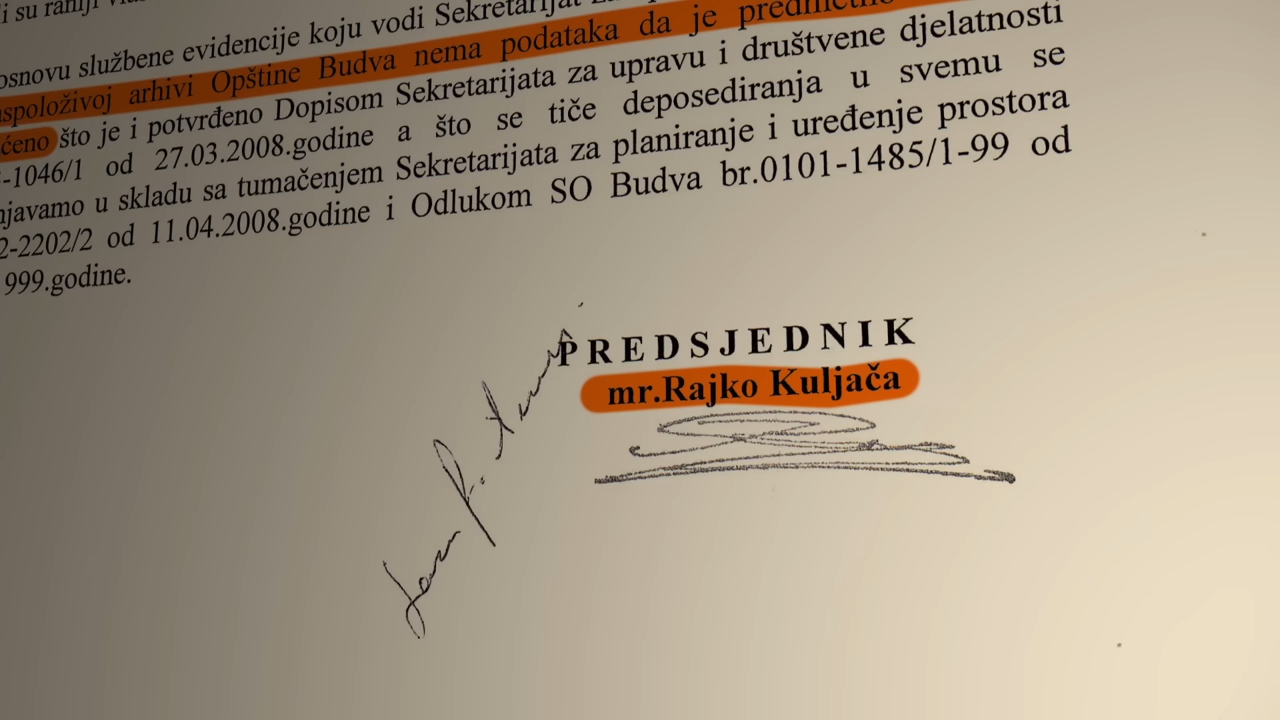 i su raniji
osnovu službene evidencije koju vodi Sekretarijat
aspoloživoj arhivi Opštine Budva nema podataka da je predmetno
ćeno što je i potvrđeno Dopisom Sekretarijata za upravu i društvene djelatnosti
-1046/1 od 27.03.2008.godine a što se tiče deposediranja u svemu se
njavamo u skladu sa tumačenjem Sekretarijata za planiranje i uređenje prostora
2-2202/2 od 11.04.2008.godine i Odlukom SO Budva br.0101-1485/1-99 od
999.godine.
PREDSJEDNIK
mr.Rajko Kuljača